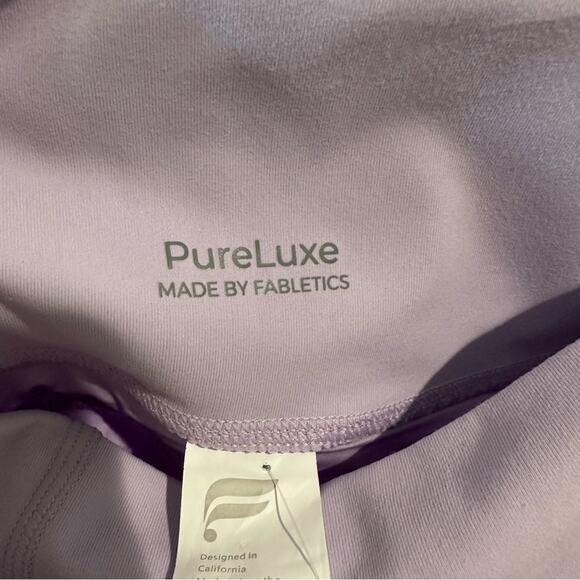 PureLuxe
MADE BY FABLETICS
Designed in
California